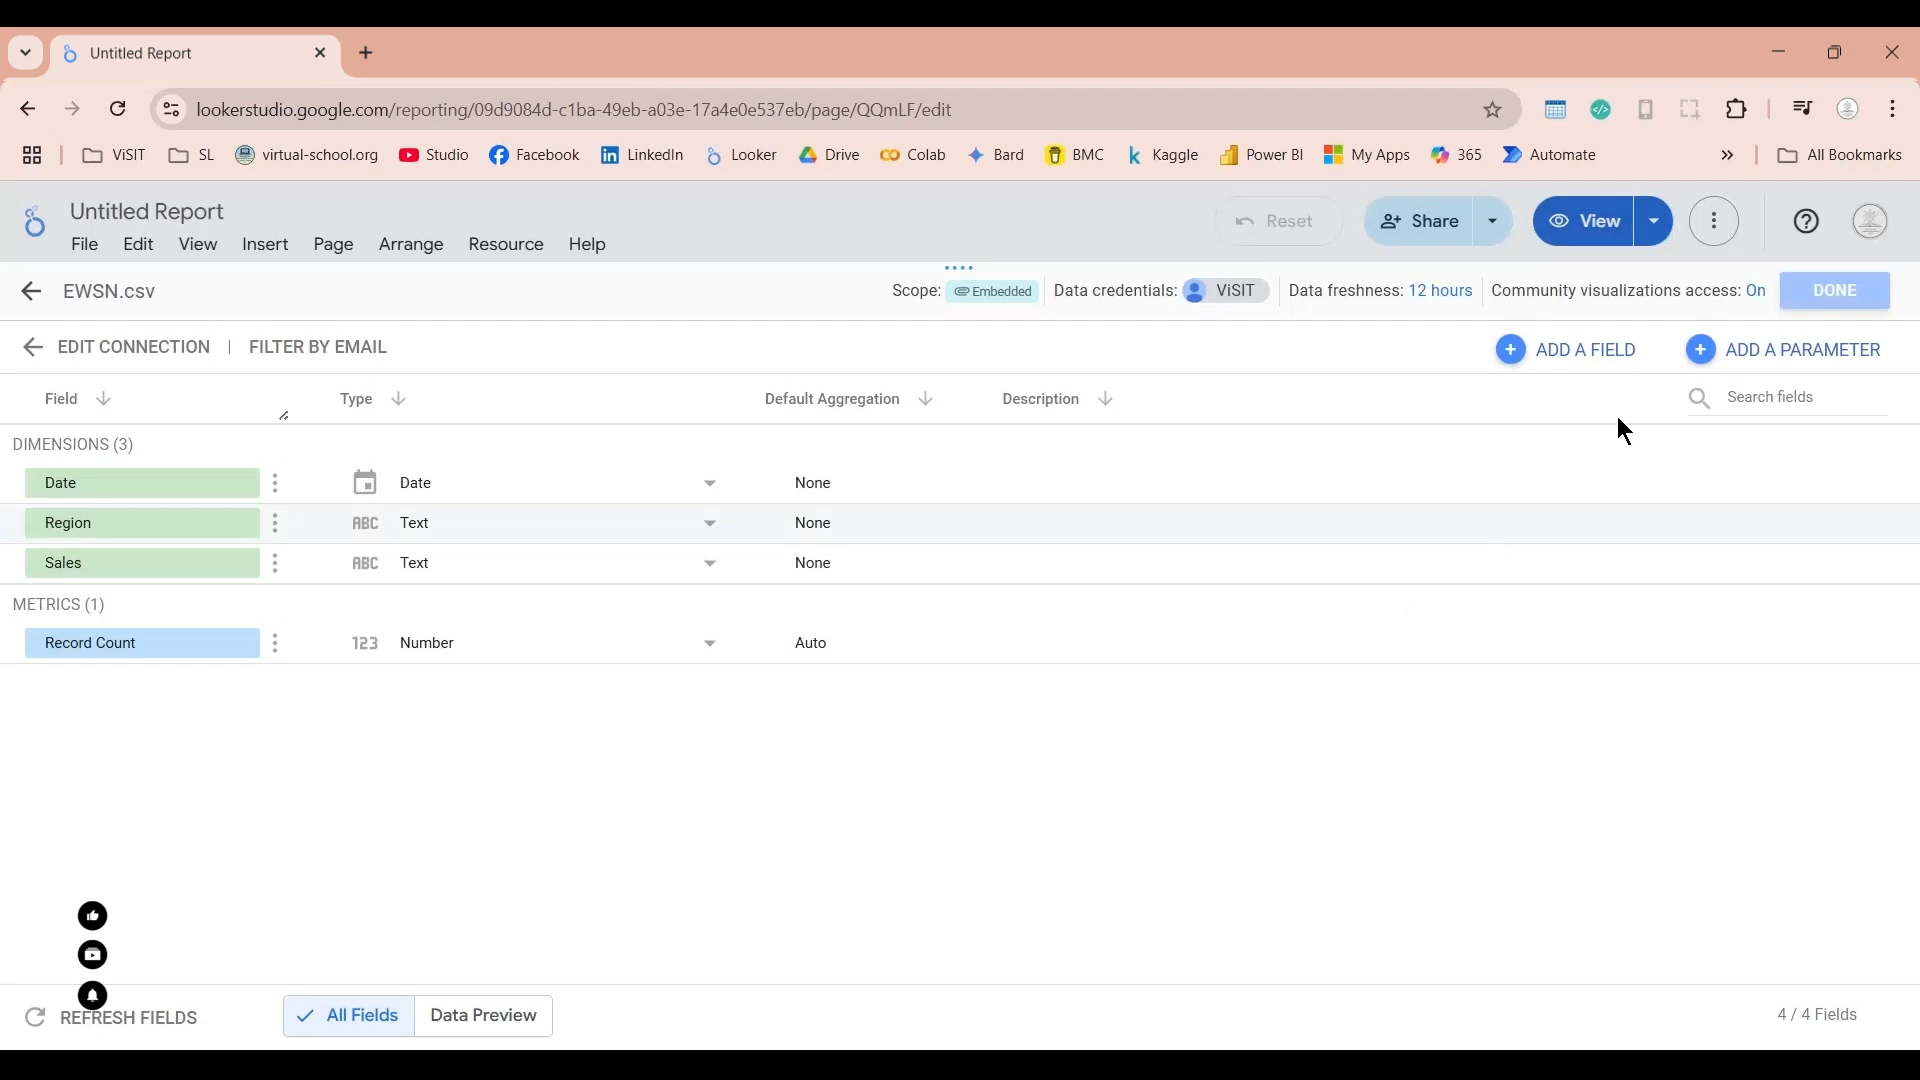 Untitled Report
lookerstudio.google.com/reporting/09d9084d-c1ba-49eb-a03e-17a4e0e537eb/page/QQmLF/edit
ViSIT SL virtual-school.org Studio Facebook LinkedIn Looker Drive Colab Bard BMC Kaggle Power BI My Apps 365 Automate » All Bookmarks
Untitled Report
Reset Share View
File Edit View Insert Page Arrange Resource Help
EWSN.csv Scope: Embedded Data credentials: ViSIT Data freshness: 12 hours Community visualizations access: On DONE
EDIT CONNECTION | FILTER BY EMAIL ADD A FIELD ADD A PARAMETER
Field Type Default Aggregation Description Search fields
DIMENSIONS (3)
Date Date None
Region ABC Text None
Sales ABC Text None
METRICS (1)
Record Count 123 Number Auto
REFRESH FIELDS All Fields Data Preview 4 / 4 Fields